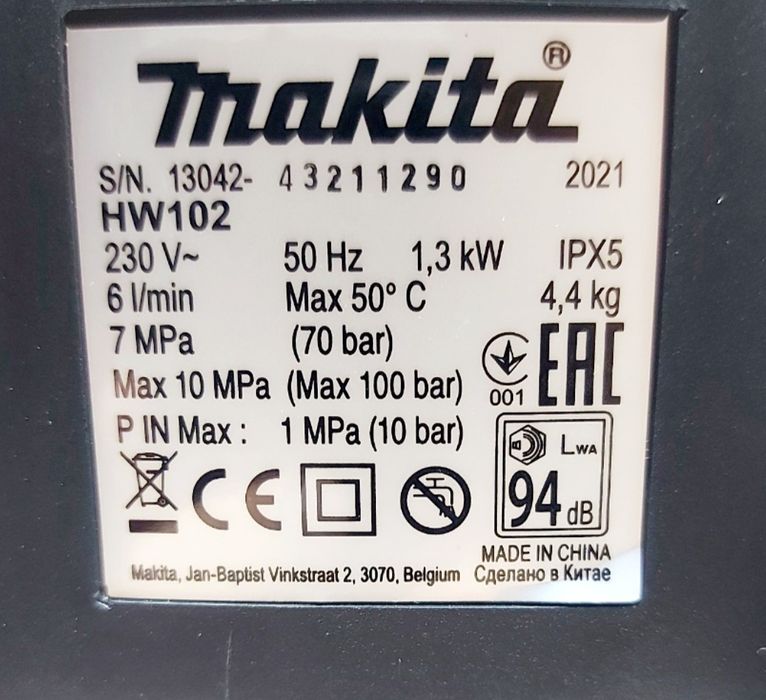 makita®
S/N. 13042- 43211290 2021
HW102
230 V~ 50 Hz 1,3 kW IPX5
6 l/min Max 50° C 4,4 kg
7 MPa (70 bar)
Max 10 MPa (Max 100 bar)
001
EAC
P IN Max : 1 MPa (10 bar)
LWA
94 dB
CE
MADE IN CHINA
Makita, Jan-Baptist Vinkstraat 2, 3070, Belgium Сделано в Китае